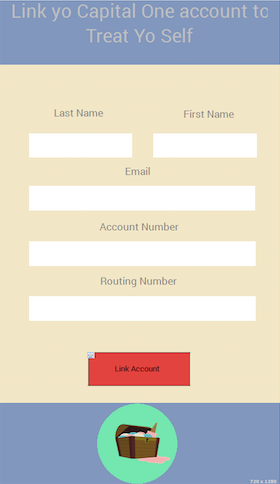 Link yo Capital One account to
Treat Yo Self
Last Name First Name
Email
Account Number
Routing Number
Link Account
720 x 1280